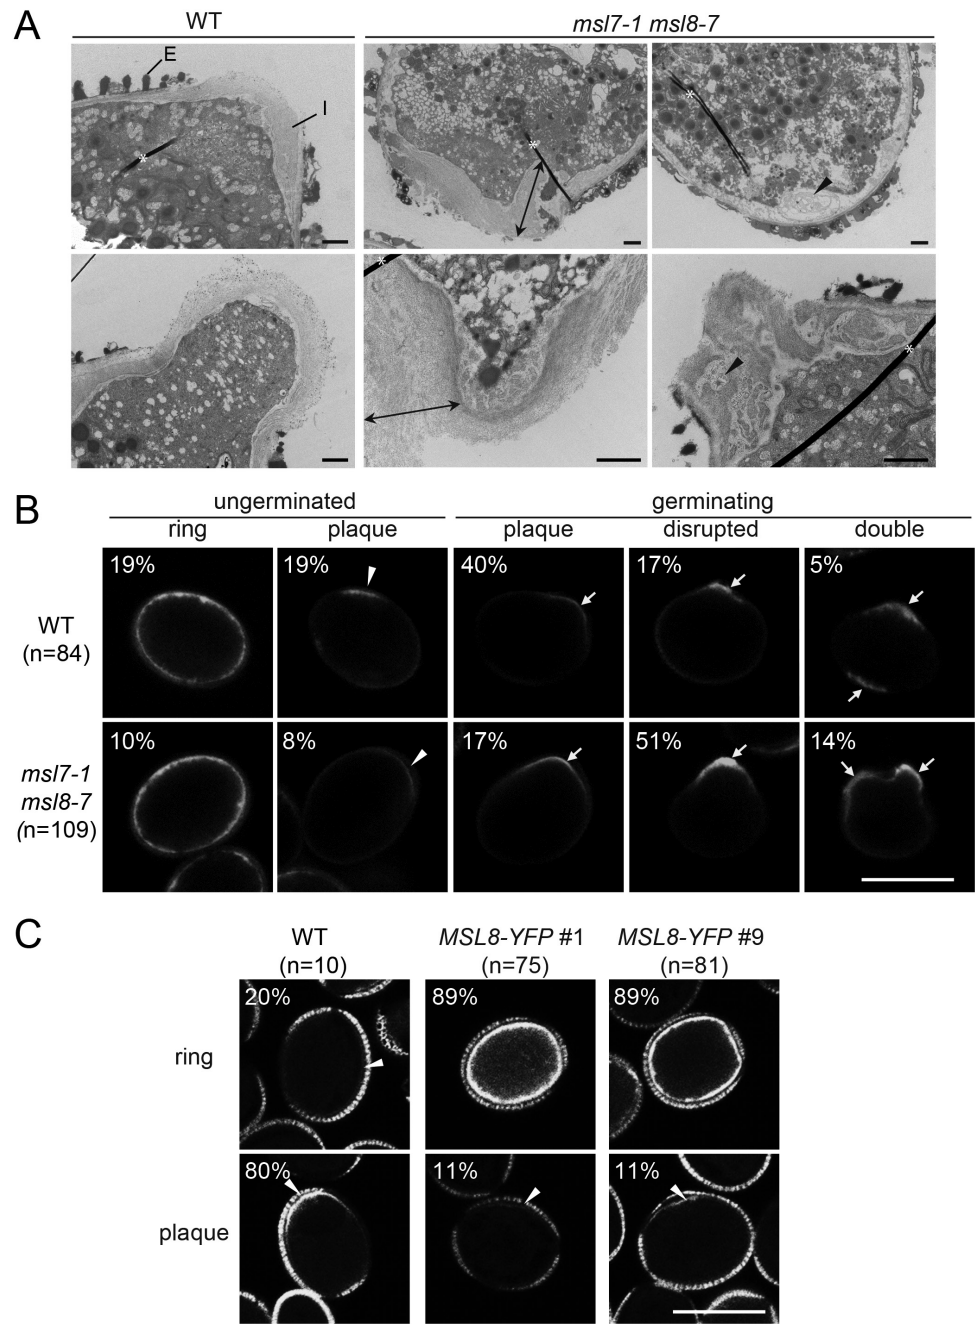 A
WT
msl7-1 msl8-7
E
I
*
*
*
*
*
B
ungerminated
germinating
ring
plaque
plaque
disrupted
double
WT
(n=84)
19%
19%
40%
17%
5%
msl7-1
msl8-7
(n=109)
10%
8%
17%
51%
14%
C
WT
(n=10)
MSL8-YFP #1
(n=75)
MSL8-YFP #9
(n=81)
ring
20%
89%
89%
plaque
80%
11%
11%